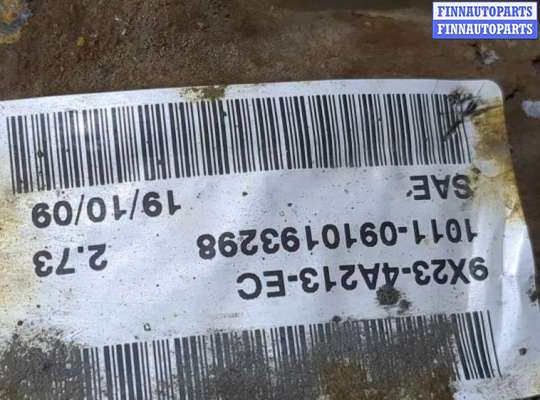 FINNAUTOPARTS
FINNAUTOPARTS
9X23-4A213-EC
1011-0910193298 2.73
SAE 19/10/09